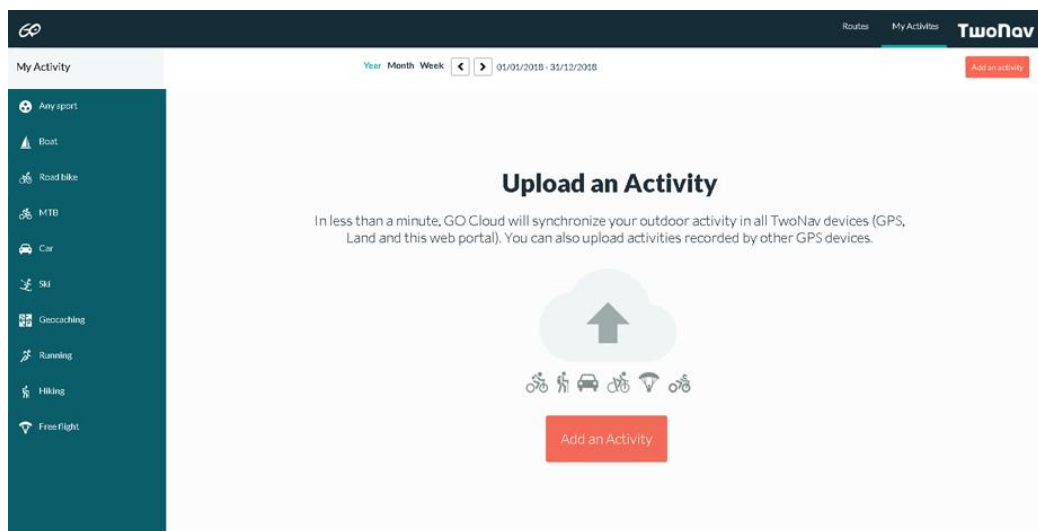 GO
Routes
My Activites
TwoNav
My Activity
Year Month Week 01/01/2018 - 31/12/2018
Add an activity
Any sport
Boat
Road bike
MTB
Car
Ski
Geocaching
Running
Hiking
Free flight
Upload an Activity
In less than a minute, GO Cloud will synchronize your outdoor activity in all TwoNav devices (GPS,
Land and this web portal). You can also upload activities recorded by other GPS devices.
Add an Activity